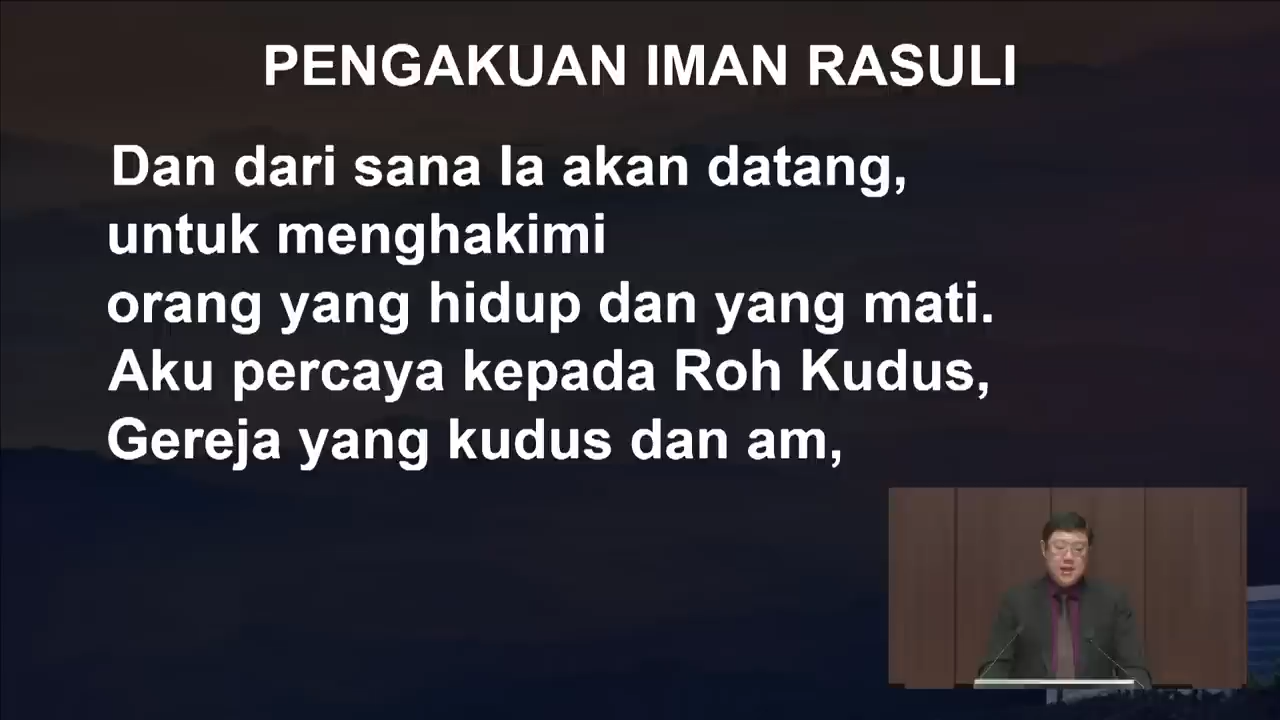 PENGAKUAN IMAN RASULI
Dan dari sana Ia akan datang,
untuk menghakimi
orang yang hidup dan yang mati.
Aku percaya kepada Roh Kudus,
Gereja yang kudus dan am,